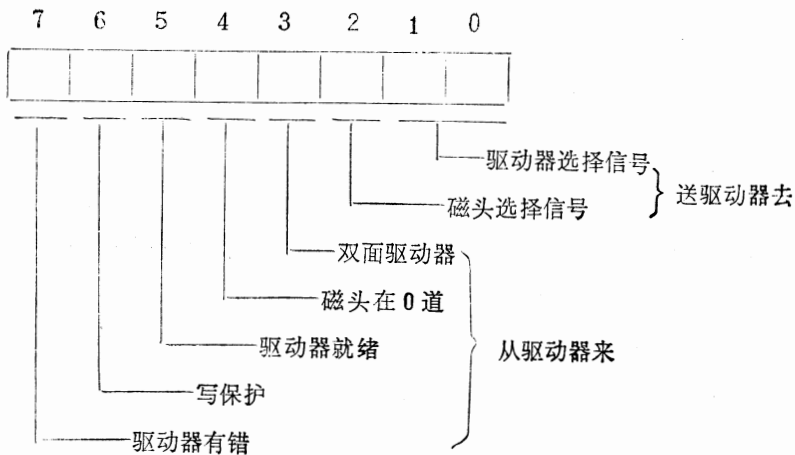 7 6 5 4 3 2 1 0
驱动器选择信号
送驱动器去
磁头选择信号
双面驱动器
磁头在0道
驱动器就绪
从驱动器来
写保护
驱动器有错